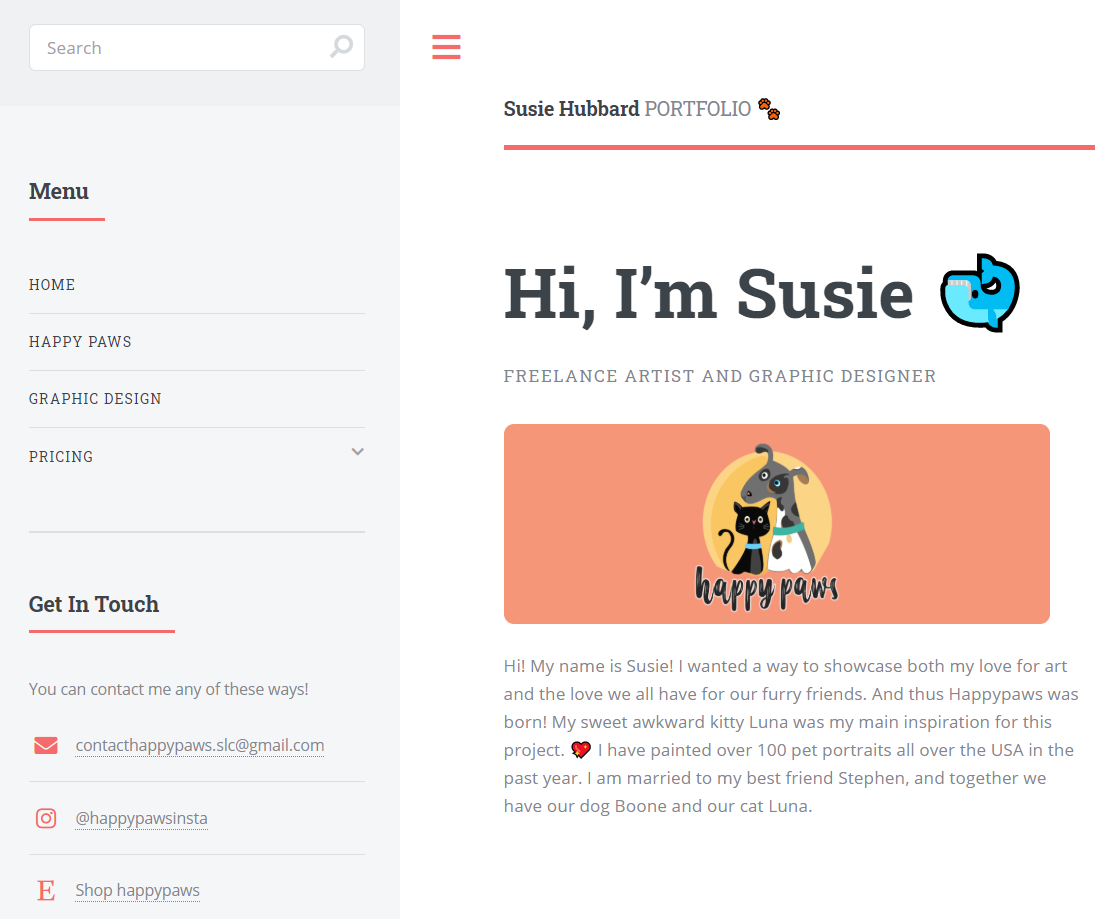 Search
Menu
HOME
HAPPY PAWS
GRAPHIC DESIGN
PRICING
Get In Touch
You can contact me any of these ways!
contacthappypaws.slc@gmail.com
@happypawsinsta
E Shop happypaws
Susie Hubbard PORTFOLIO
Hi, I’m Susie
FREELANCE ARTIST AND GRAPHIC DESIGNER
happy paws
Hi! My name is Susie! I wanted a way to showcase both my love for art
and the love we all have for our furry friends. And thus Happypaws was
born! My sweet awkward kitty Luna was my main inspiration for this
project. 💖 I have painted over 100 pet portraits all over the USA in the
past year. I am married to my best friend Stephen, and together we
have our dog Boone and our cat Luna.